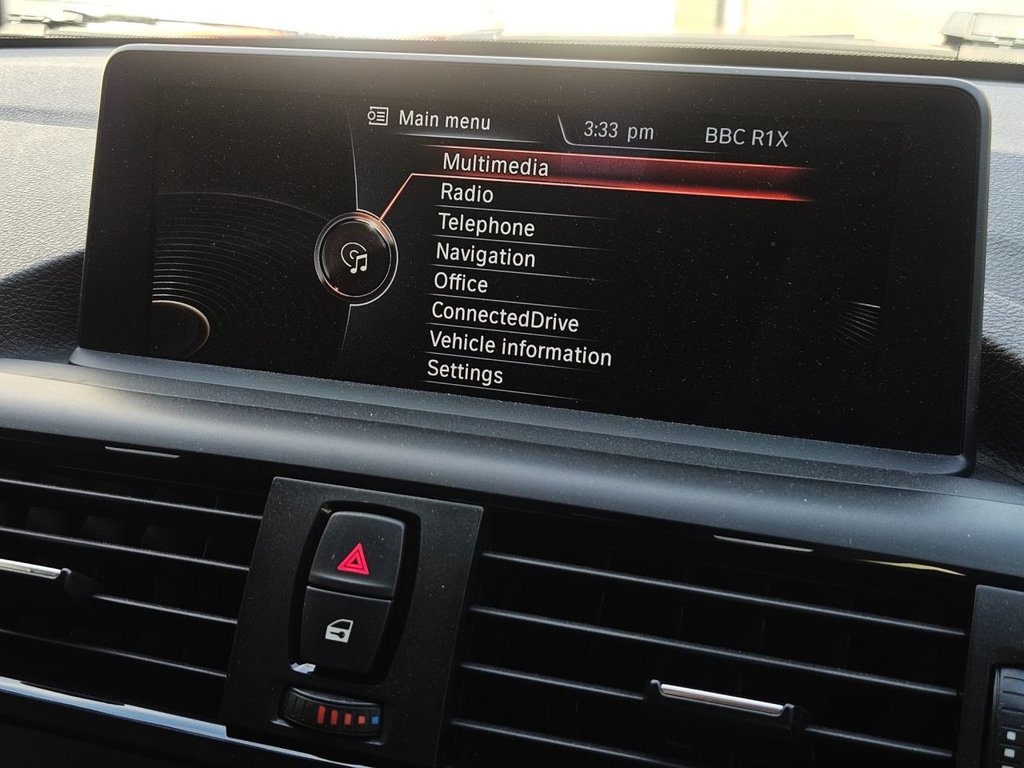 Main menu 3:33 pm BBC R1X
Multimedia
Radio
Telephone
Navigation
Office
ConnectedDrive
Vehicle information
Settings